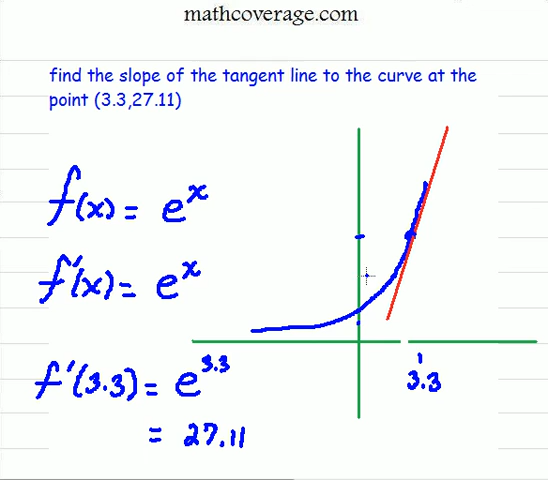 mathcoverage.com
find the slope of the tangent line to the curve at the
point (3.3,27.11)
f(x) = e^x
f'(x) = e^x
f'(3.3) = e^3.3
= 27.11
3.3